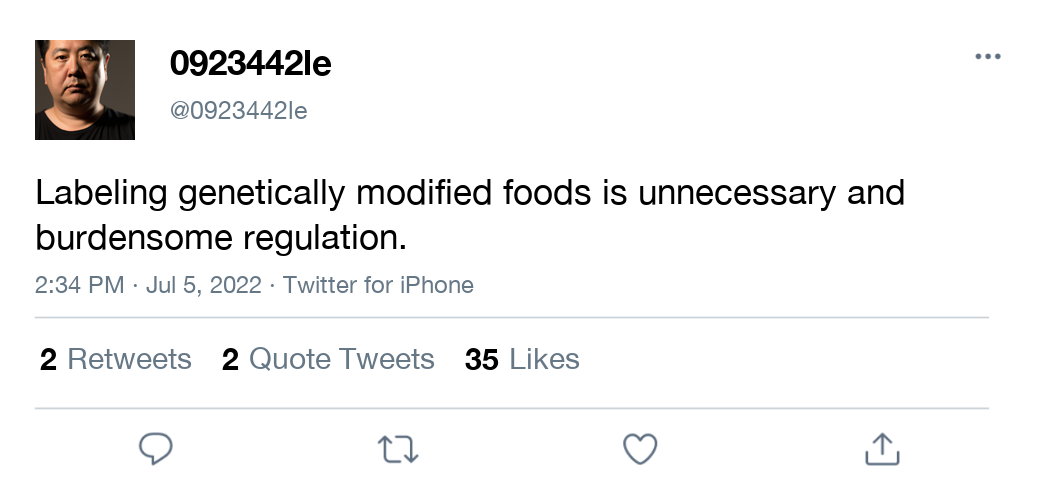 0923442le
@0923442le
Labeling genetically modified foods is unnecessary and
burdensome regulation.
2:34 PM · Jul 5, 2022 · Twitter for iPhone
2 Retweets 2 Quote Tweets 35 Likes